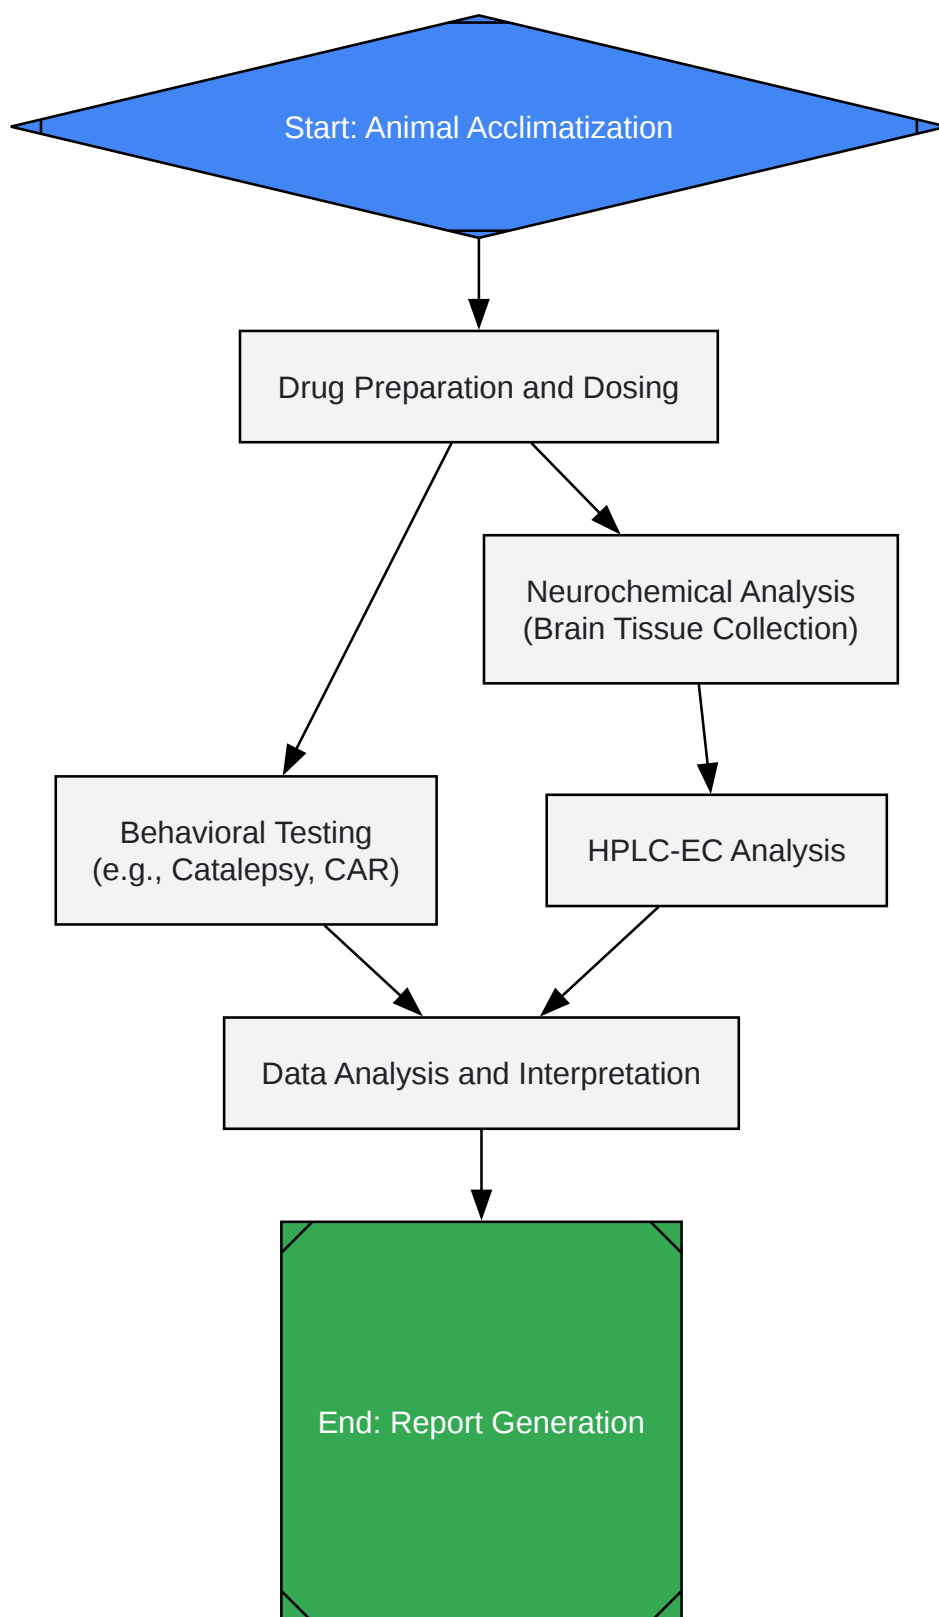 Start: Animal Acclimatization
Drug Preparation and Dosing
Neurochemical Analysis
(Brain Tissue Collection)
Behavioral Testing
(e.g., Catalepsy, CAR)
HPLC-EC Analysis
Data Analysis and Interpretation
End: Report Generation